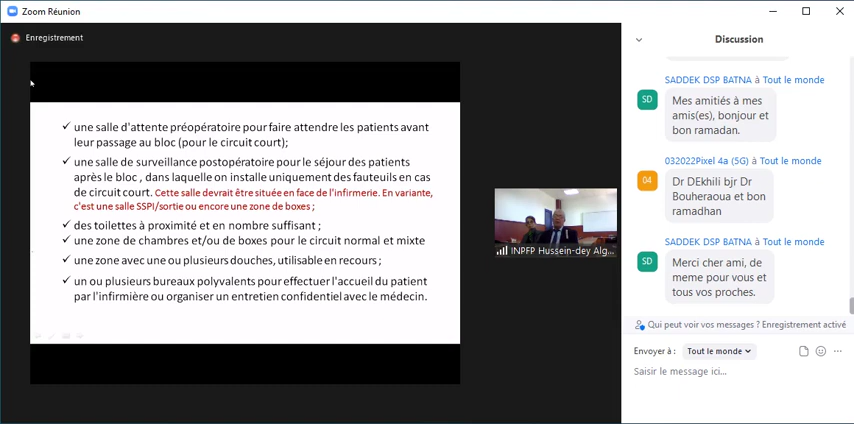 Zoom Réunion
Enregistrement
✓ une salle d'attente préopératoire pour faire attendre les patients avant
leur passage au bloc (pour le circuit court);
✓ une salle de surveillance postopératoire pour le séjour des patients
après le bloc , dans laquelle on installe uniquement des fauteuils en cas
de circuit court. Cette salle devrait être située en face de l'infirmerie. En variante,
c'est une salle SSPI/sortie ou encore une zone de boxes ;
✓ des toilettes à proximité et en nombre suffisant ;
✓ une zone de chambres et/ou de boxes pour le circuit normal et mixte
✓ une zone avec une ou plusieurs douches, utilisable en recours ;
✓ un ou plusieurs bureaux polyvalents pour effectuer l'accueil du patient
par l'infirmière ou organiser un entretien confidentiel avec le médecin.
INPFP Hussein-dey Alg...
Discussion
SADDEK DSP BATNA à Tout le monde
SD
Mes amitiés à mes
amis(es), bonjour et
bon ramadan.
032022Pixel 4a (5G) à Tout le monde
04
Dr DEkhili bjr Dr
Bouheraoua et bon
ramadhan
SADDEK DSP BATNA à Tout le monde
SD
Merci cher ami, de
meme pour vous et
tous vos proches.
Qui peut voir vos messages ? Enregistrement activé
Envoyer à : Tout le monde
Saisir le message ici...